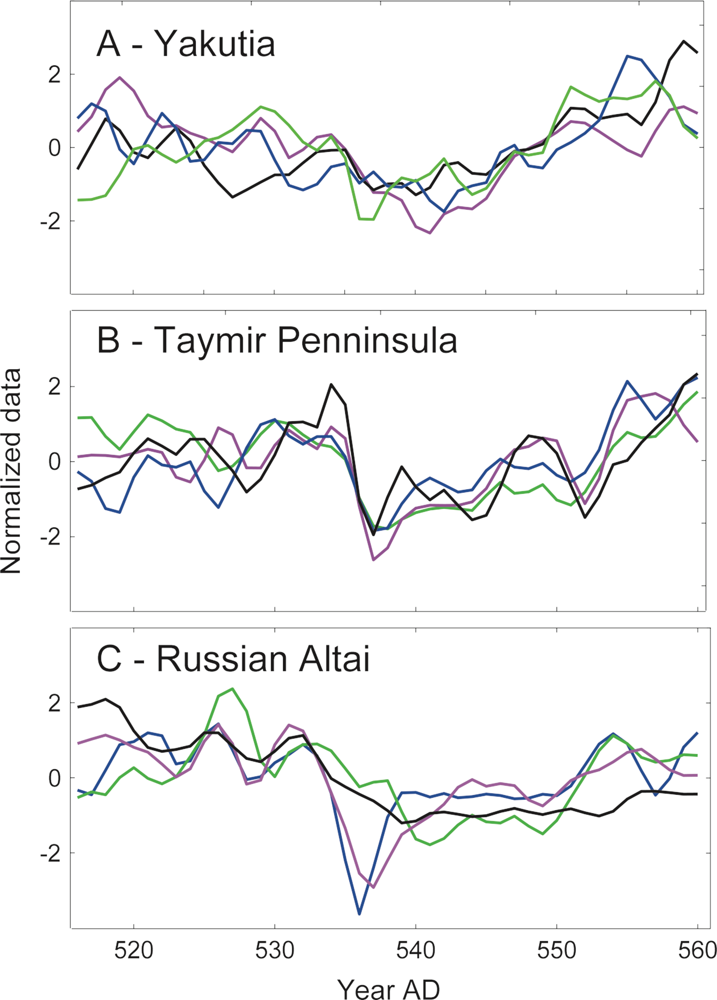 A - Yakutia
2
0
-2
B - Taymir Penninsula
2
0
-2
Normalized data
C - Russian Altai
2
0
-2
520 530 540 550 560
Year AD